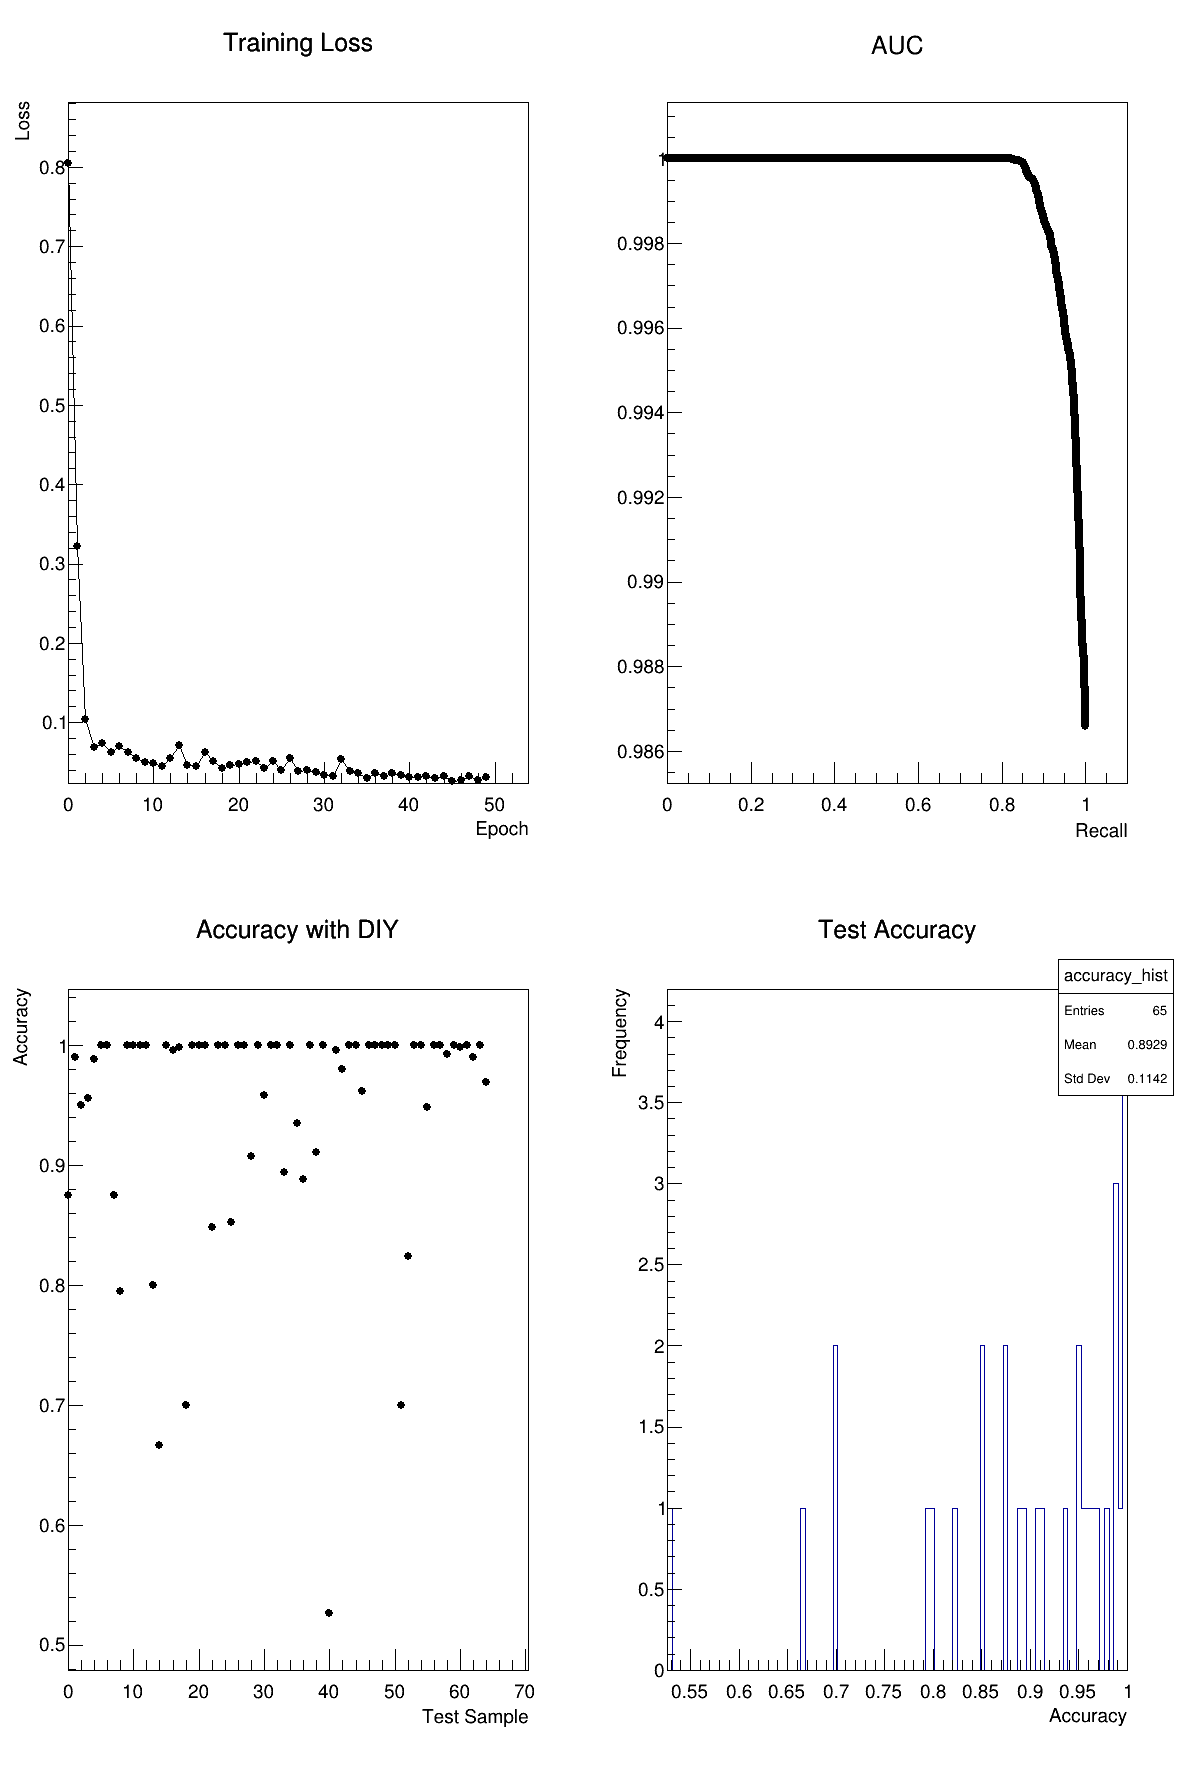 Training Loss
Loss
0.8
0.7
0.6
0.5
0.4
0.3
0.2
0.1
0 10 20 30 40 50
Epoch
AUC
1
0.998
0.996
0.994
0.992
0.99
0.988
0.986
0 0.2 0.4 0.6 0.8 1
Recall
Accuracy with DIY
Accuracy
1
0.9
0.8
0.7
0.6
0.5
0 10 20 30 40 50 60 70
Test Sample
Test Accuracy
accuracy_hist
Entries 65
Mean 0.8929
Std Dev 0.1142
Frequency
4
3.5
3
2.5
2
1.5
1
0.5
0
0.55 0.6 0.65 0.7 0.75 0.8 0.85 0.9 0.95 1
Accuracy